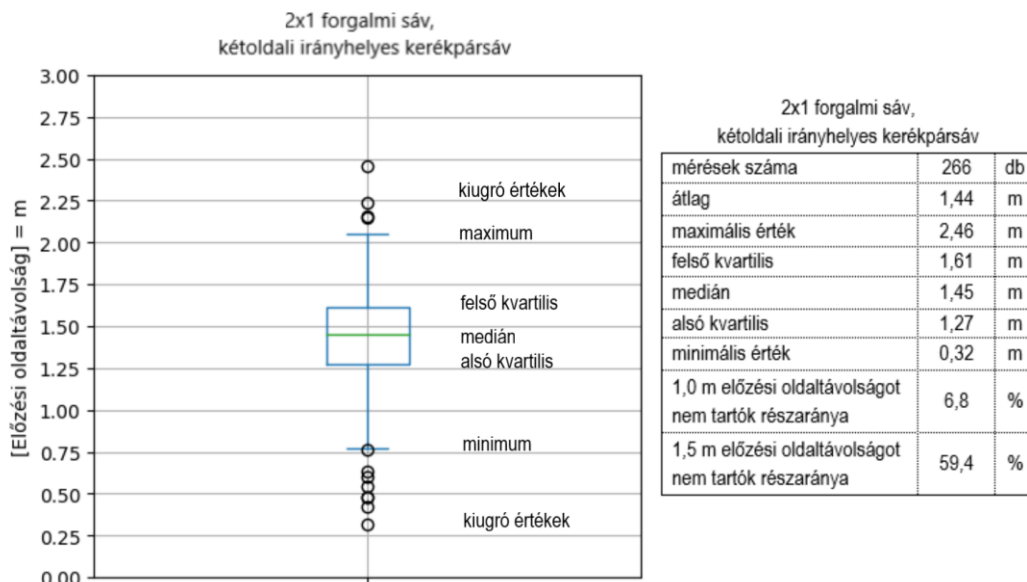 2x1 forgalmi sáv,
kétoldali irányhelyes kerékpársáv
[Előzési oldaltávolság] = m
3.00
2.75
2.50
2.25
2.00
1.75
1.50
1.25
1.00
0.75
0.50
0.25
0.00
kiugró értékek
maximum
felső kvartilis
medián
alsó kvartilis
minimum
kiugró értékek
2x1 forgalmi sáv,
kétoldali irányhelyes kerékpársáv
mérések száma 266 db
átlag 1,44 m
maximális érték 2,46 m
felső kvartilis 1,61 m
medián 1,45 m
alsó kvartilis 1,27 m
minimális érték 0,32 m
1,0 m előzési oldaltávolságot
nem tartók részaránya 6,8 %
1,5 m előzési oldaltávolságot
nem tartók részaránya 59,4 %